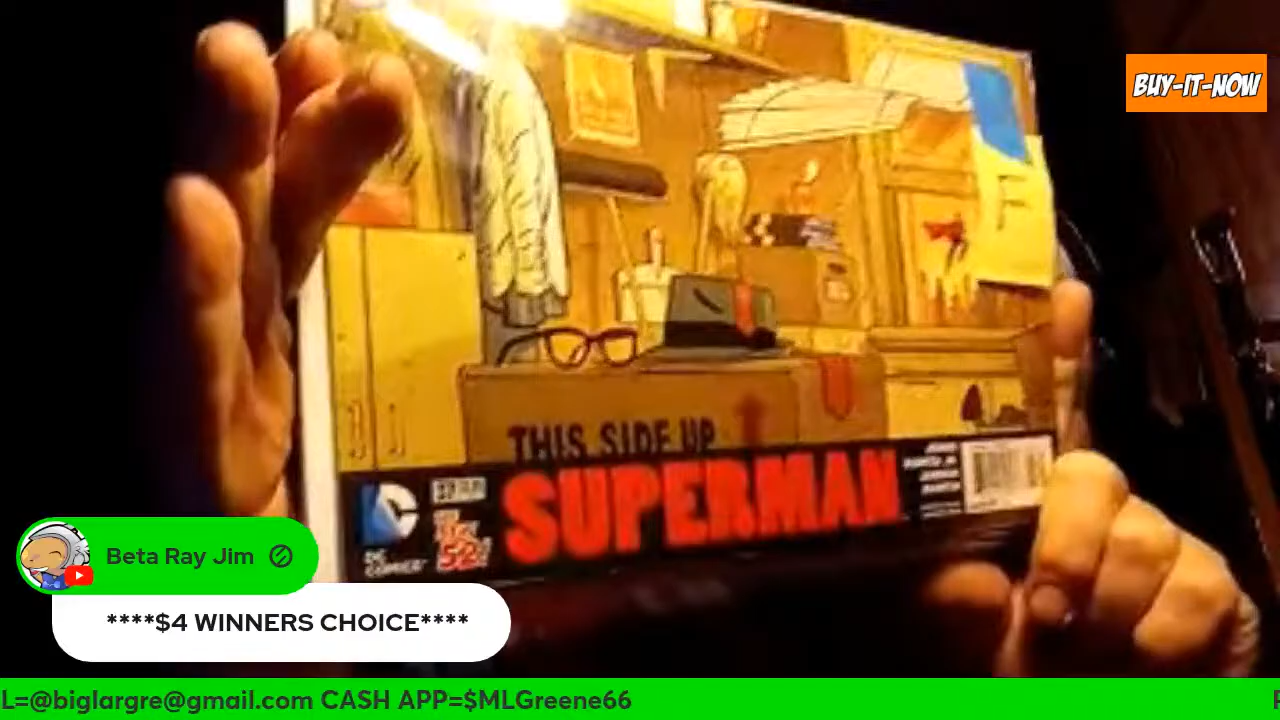 BUY-IT-NOW
F
THIS SIDE UP
SUPERMAN
DC
DC COMICS
THE NEW 52!
Beta Ray Jim
****$4 WINNERS CHOICE****
L=@biglargre@gmail.com CASH APP=$MLGreene66